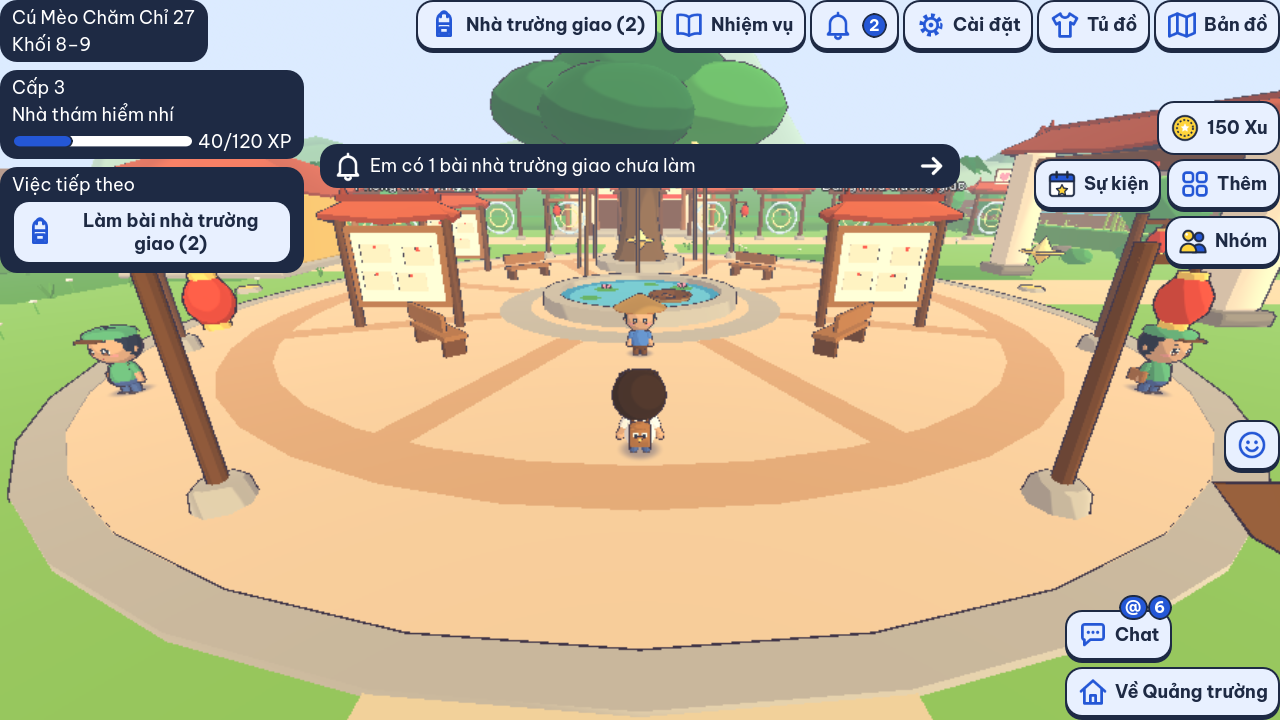 Cú Mèo Chăm Chỉ 27
Khối 8-9
Nhà trường giao (2)
Nhiệm vụ
2
Cài đặt
Tủ đồ
Bản đồ
Cấp 3
Nhà thám hiểm nhí
40/120 XP
150 Xu
Em có 1 bài nhà trường giao chưa làm
Sự kiện
Thêm
Việc tiếp theo
Làm bài nhà trường
giao (2)
Nhóm
@ 6
Chat
Về Quảng trường